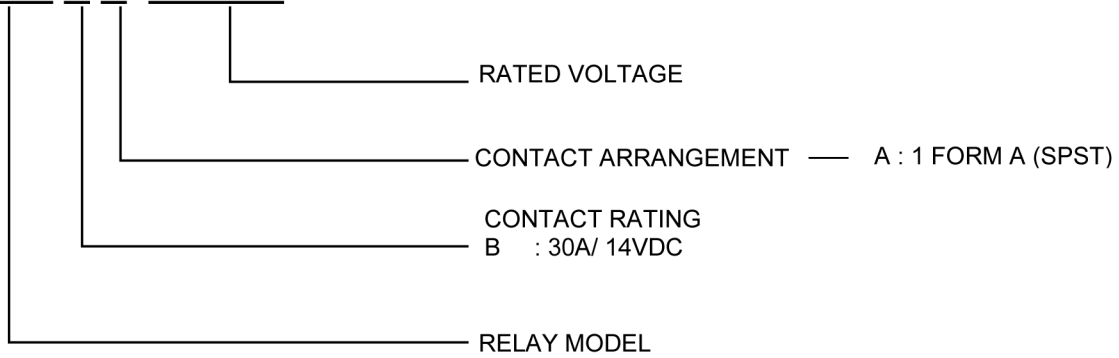 RATED VOLTAGE
CONTACT ARRANGEMENT — A : 1 FORM A (SPST)
CONTACT RATING
B : 30A/ 14VDC
RELAY MODEL